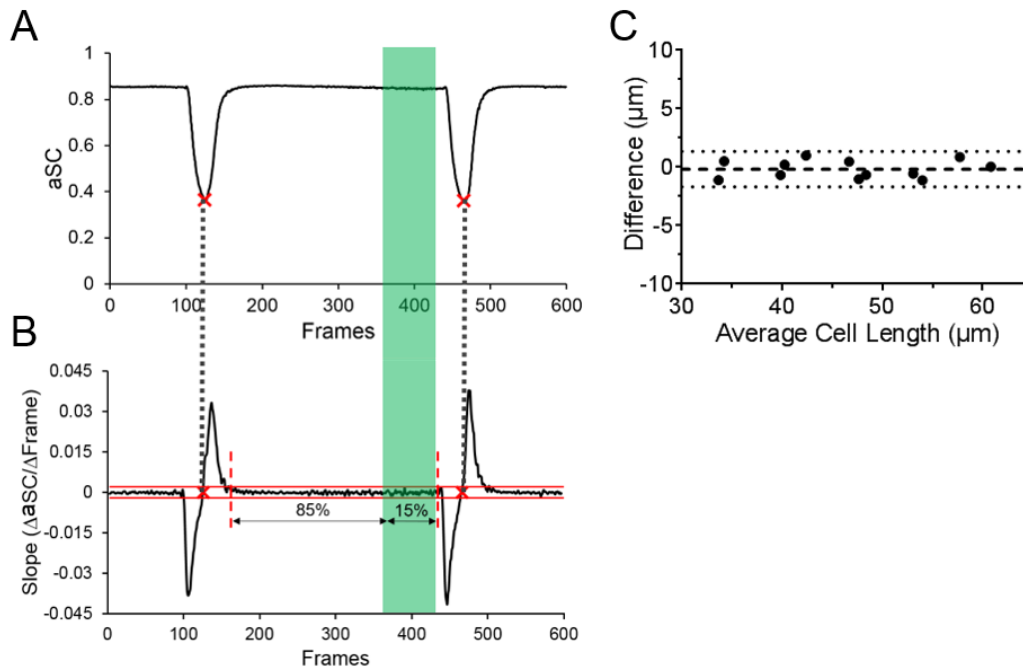 A
1
0.8
0.6
0.4
0.2
0
aSC
0 100 200 300 400 500 600
Frames
B
0.045
0.03
0.015
0
-0.015
-0.03
-0.045
Slope (ΔaSC/ΔFrame)
85% 15%
0 100 200 300 400 500 600
Frames
C
10
5
0
-5
-10
Difference (μm)
30 40 50 60
Average Cell Length (μm)